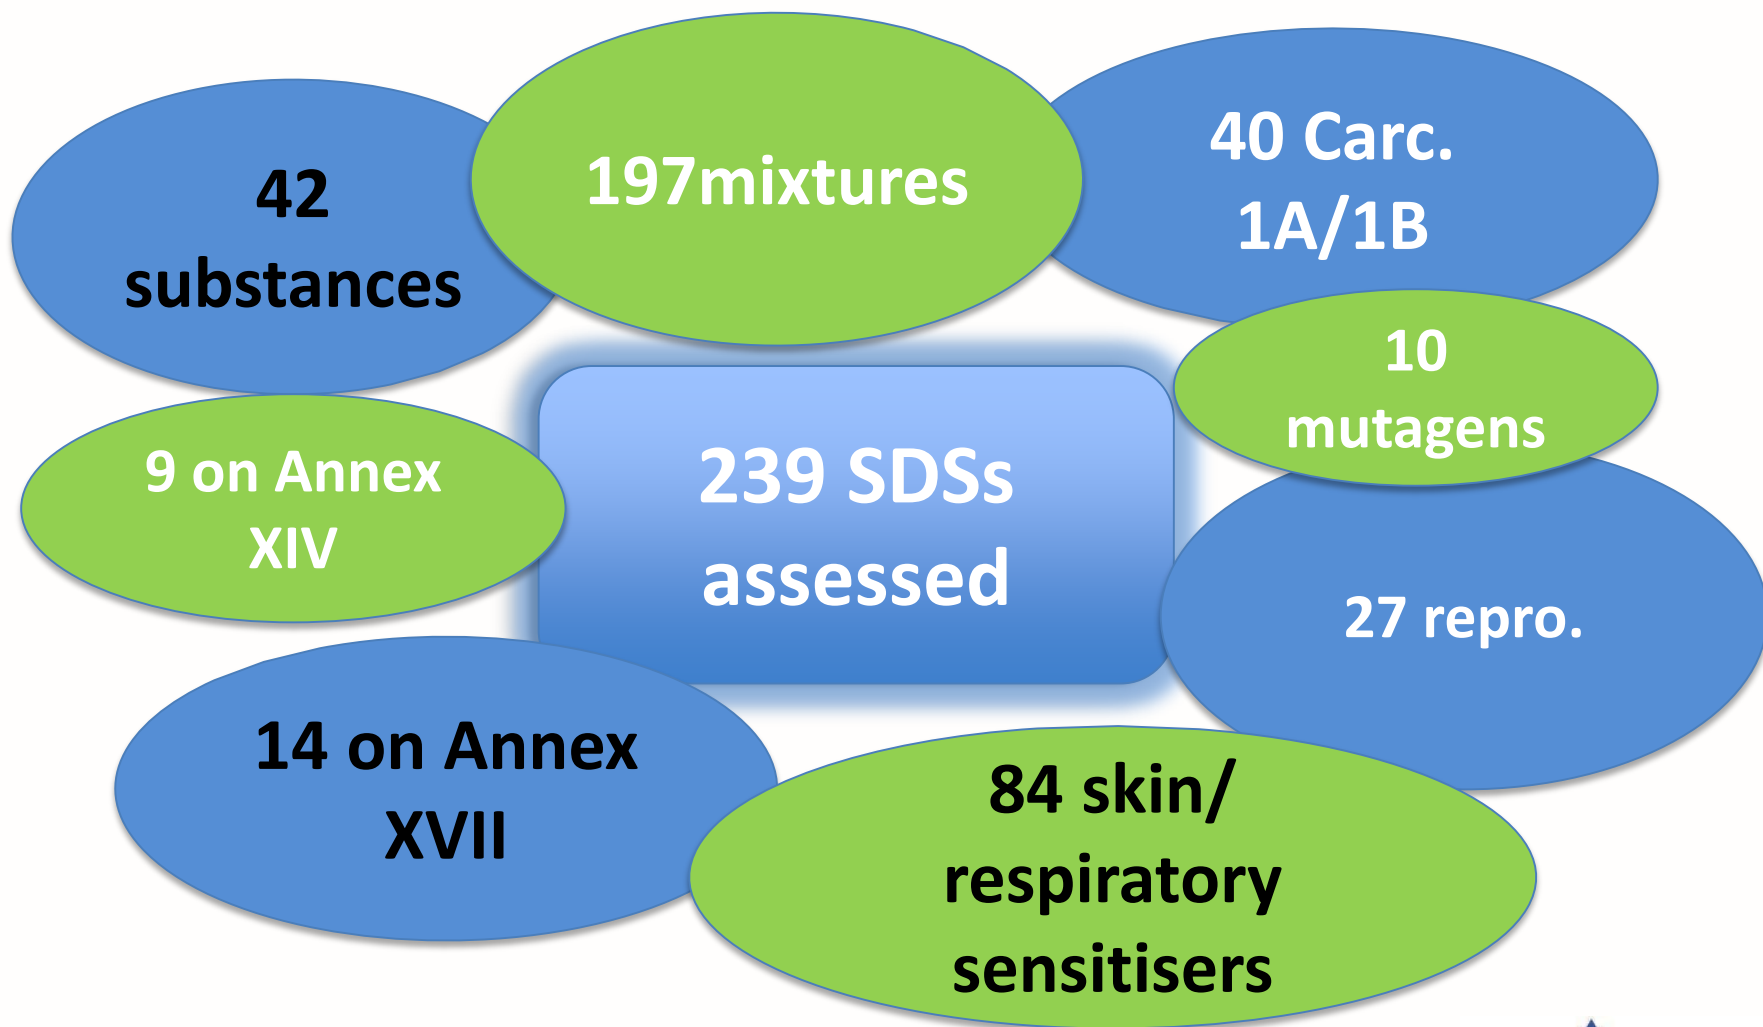 42
substances
197mixtures
40 Carc.
1A/1B
10
mutagens
9 on Annex
XIV
239 SDSs
assessed
27 repro.
14 on Annex
XVII
84 skin/
respiratory
sensitisers